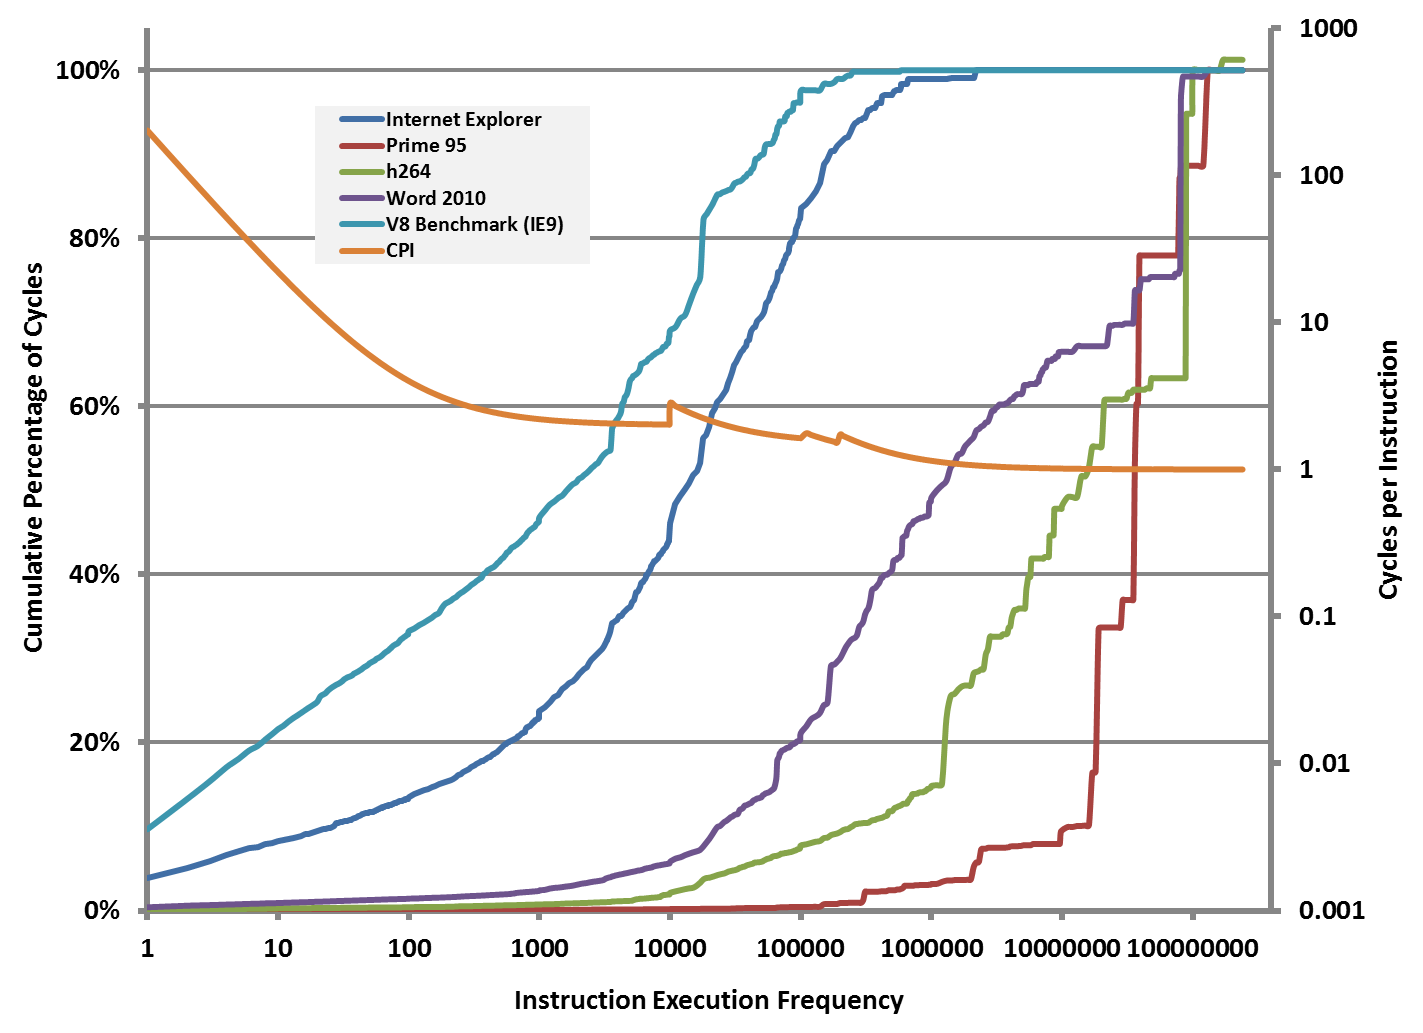 100%
80%
60%
40%
20%
0%
Cumulative Percentage of Cycles
Internet Explorer
Prime 95
h264
Word 2010
V8 Benchmark (IE9)
CPI
1000
100
10
1
0.1
0.01
0.001
Cycles per Instruction
1 10 100 1000 10000 100000 1000000 10000000 100000000
Instruction Execution Frequency